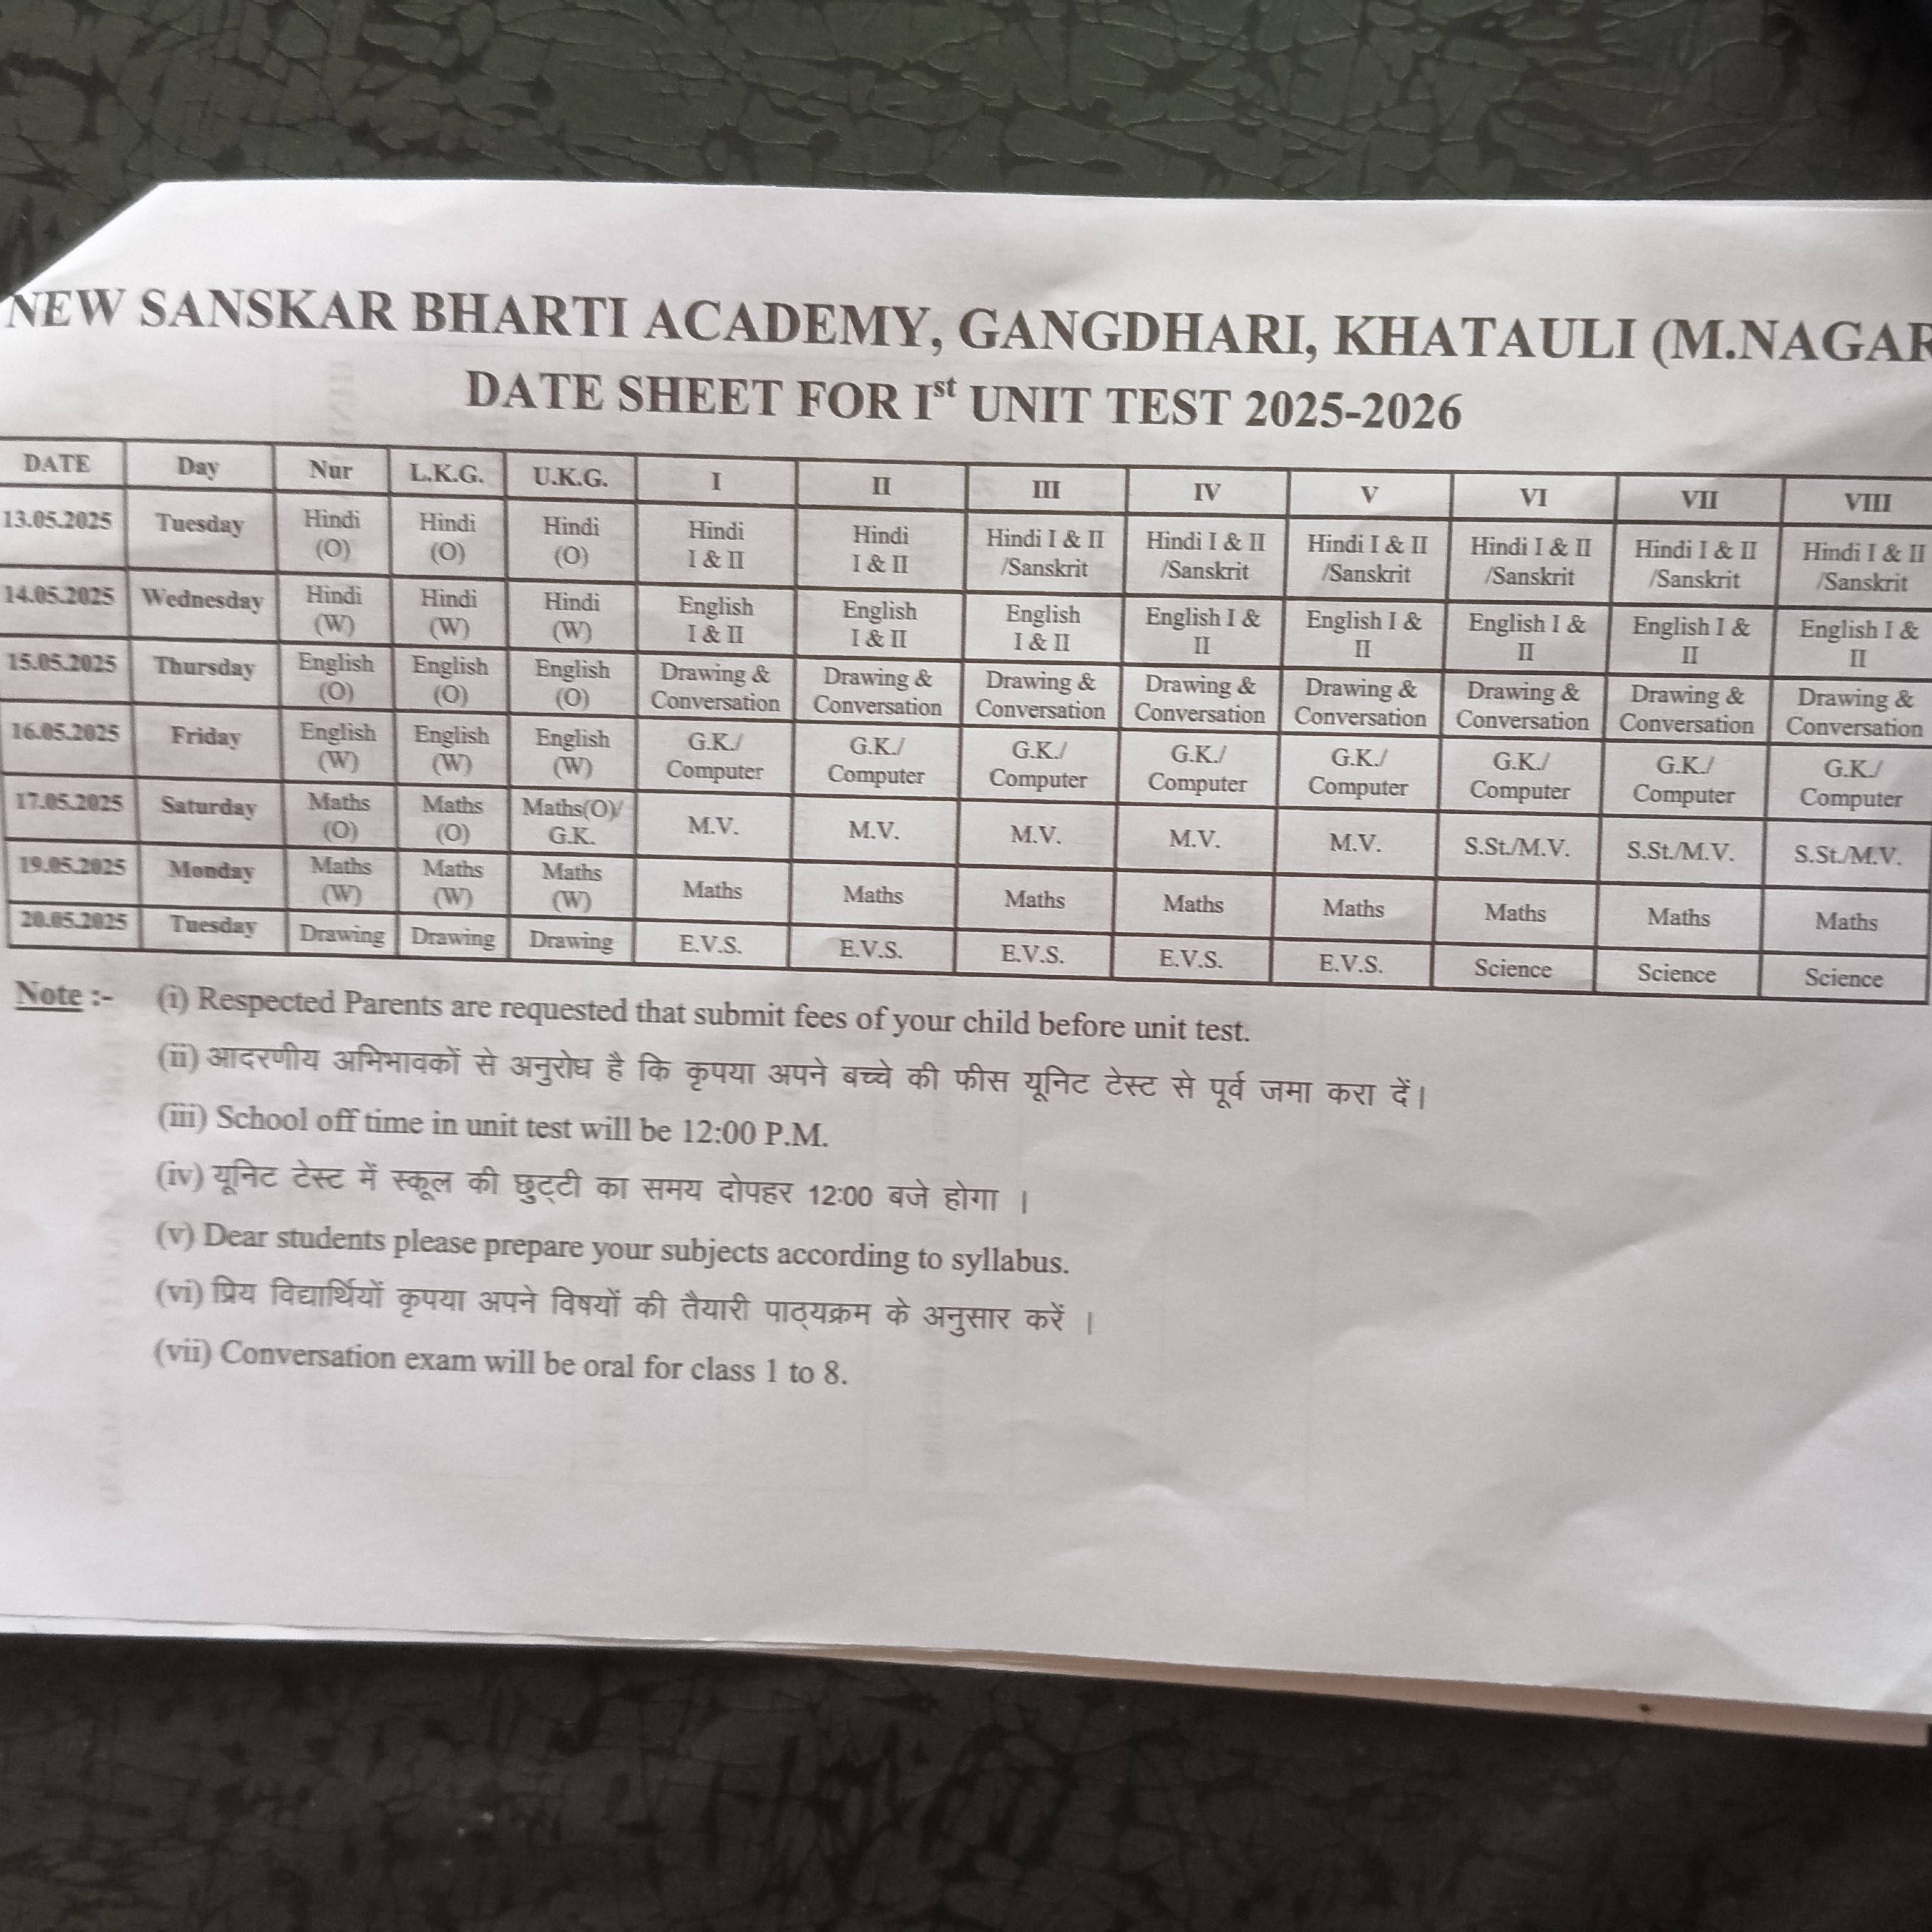 NEW SANSKAR BHARTI ACADEMY, GANGDHARI, KHATAULI (M.NAGAR
DATE SHEET FOR Ist UNIT TEST 2025-2026
DATE Day Nur L.K.G. U.K.G. I II III IV V VI VII VIII
13.05.2025 Tuesday Hindi (O) Hindi (O) Hindi (O) Hindi I & II Hindi I & II Hindi I & II /Sanskrit Hindi I & II /Sanskrit Hindi I & II /Sanskrit Hindi I & II /Sanskrit Hindi I & II /Sanskrit Hindi I & II /Sanskrit
14.05.2025 Wednesday Hindi (W) Hindi (W) Hindi (W) English I & II English I & II English I & II English I & II English I & II English I & II English I & II English I & II
15.05.2025 Thursday English (O) English (O) English (O) Drawing & Conversation Drawing & Conversation Drawing & Conversation Drawing & Conversation Drawing & Conversation Drawing & Conversation Drawing & Conversation Drawing & Conversation
16.05.2025 Friday English (W) English (W) English (W) G.K./ Computer G.K./ Computer G.K./ Computer G.K./ Computer G.K./ Computer G.K./ Computer G.K./ Computer G.K./ Computer
17.05.2025 Saturday Maths (O) Maths (O) Maths(O)/ G.K. M.V. M.V. M.V. M.V. M.V. S.St./M.V. S.St./M.V. S.St./M.V.
19.05.2025 Monday Maths (W) Maths (W) Maths (W) Maths Maths Maths Maths Maths Maths Maths Maths
20.05.2025 Tuesday Drawing Drawing Drawing E.V.S. E.V.S. E.V.S. E.V.S. E.V.S. Science Science Science
Note :- (i) Respected Parents are requested that submit fees of your child before unit test.
(ii) आदरणीय अभिभावकों से अनुरोध है कि कृपया अपने बच्चे की फीस यूनिट टेस्ट से पूर्व जमा करा दें।
(iii) School off time in unit test will be 12:00 P.M.
(iv) यूनिट टेस्ट में स्कूल की छुट्टी का समय दोपहर 12:00 बजे होगा ।
(v) Dear students please prepare your subjects according to syllabus.
(vi) प्रिय विद्यार्थियों कृपया अपने विषयों की तैयारी पाठ्यक्रम के अनुसार करें ।
(vii) Conversation exam will be oral for class 1 to 8.